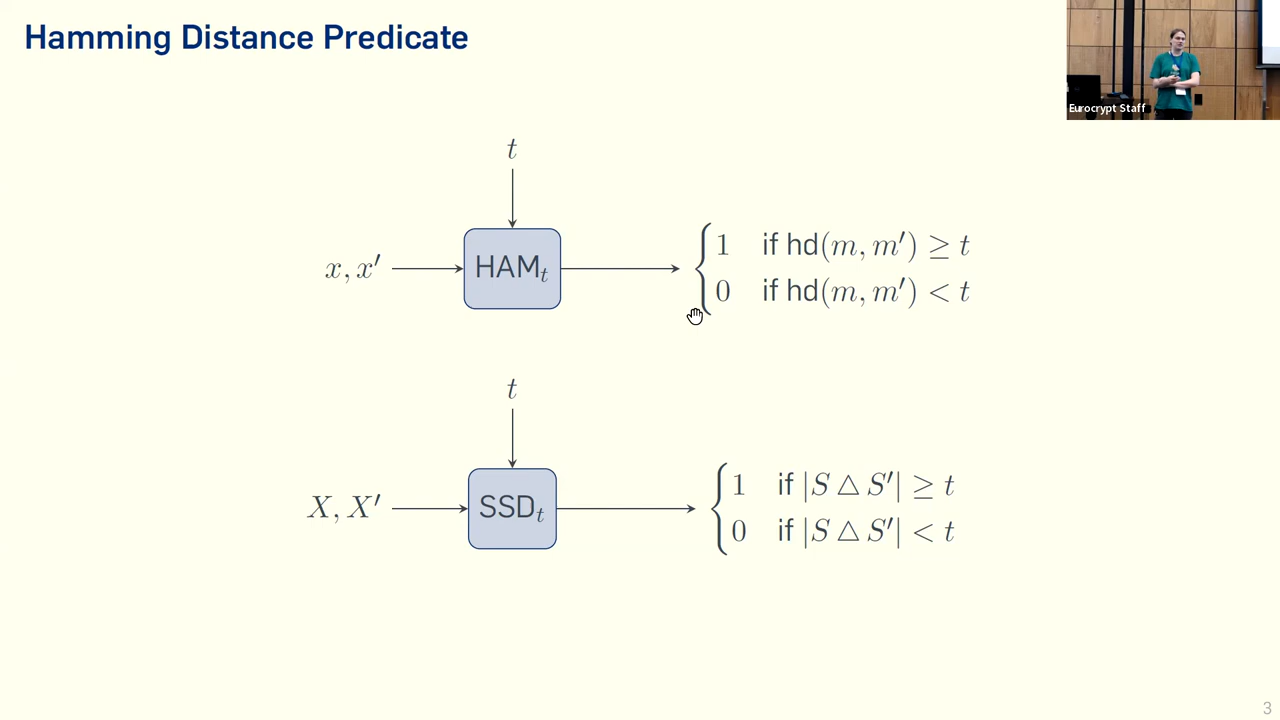 Hamming Distance Predicate
Eurocrypt Staff
t
x, x′
HAM_t
1 if hd(m, m′) ≥ t
0 if hd(m, m′) < t
t
X, X′
SSD_t
1 if |S △ S′| ≥ t
0 if |S △ S′| < t
3